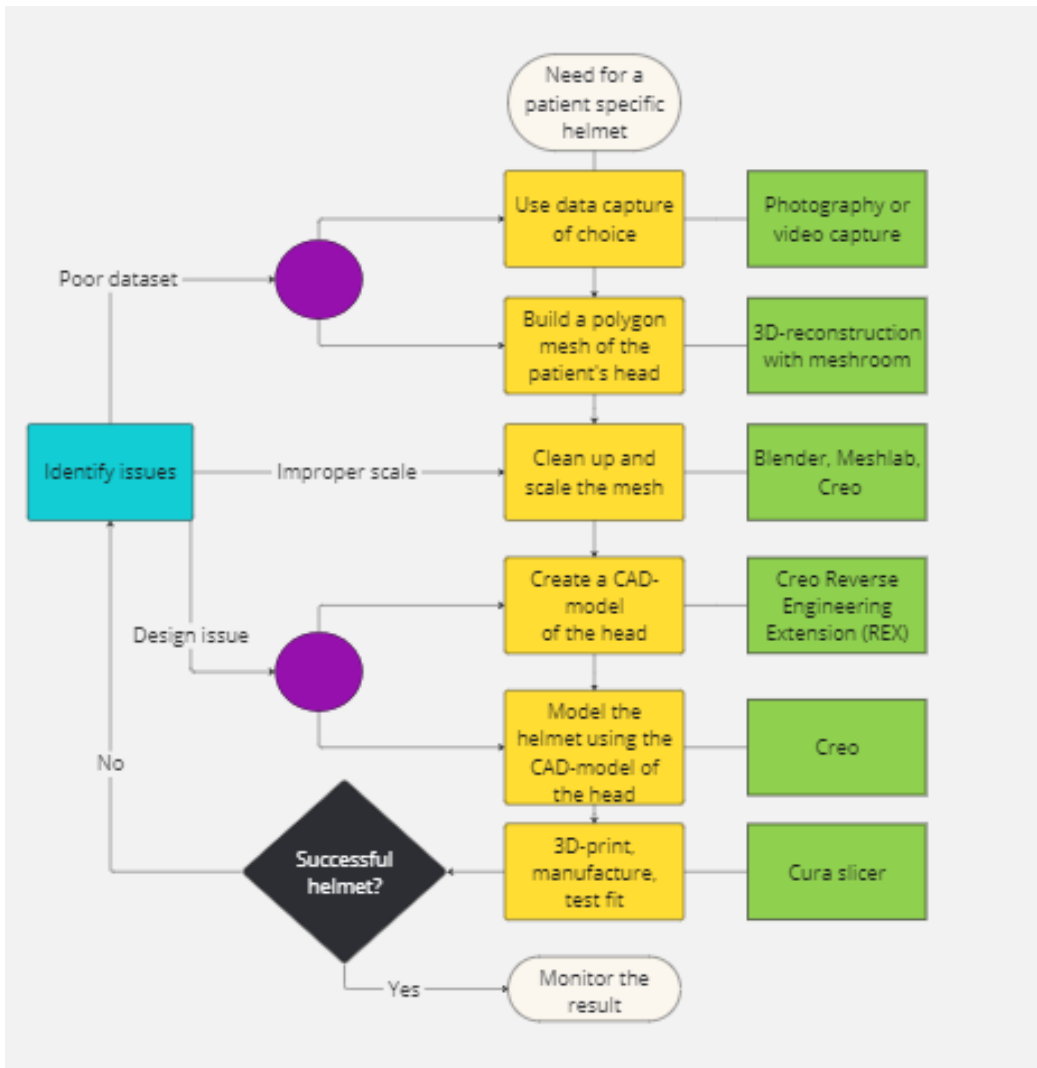 Need for a
patient specific
helmet
Use data capture
of choice
Photography or
video capture
Poor dataset
Build a polygon
mesh of the
patient's head
3D-reconstruction
with meshroom
Identify issues
Improper scale
Clean up and
scale the mesh
Blender, Meshlab,
Creo
Create a CAD-
model
of the head
Creo Reverse
Engineering
Extension (REX)
Design issue
Model the
helmet using the
CAD-model of
the head
Creo
No
Successful
helmet?
3D-print,
manufacture,
test fit
Cura slicer
Yes
Monitor the
result